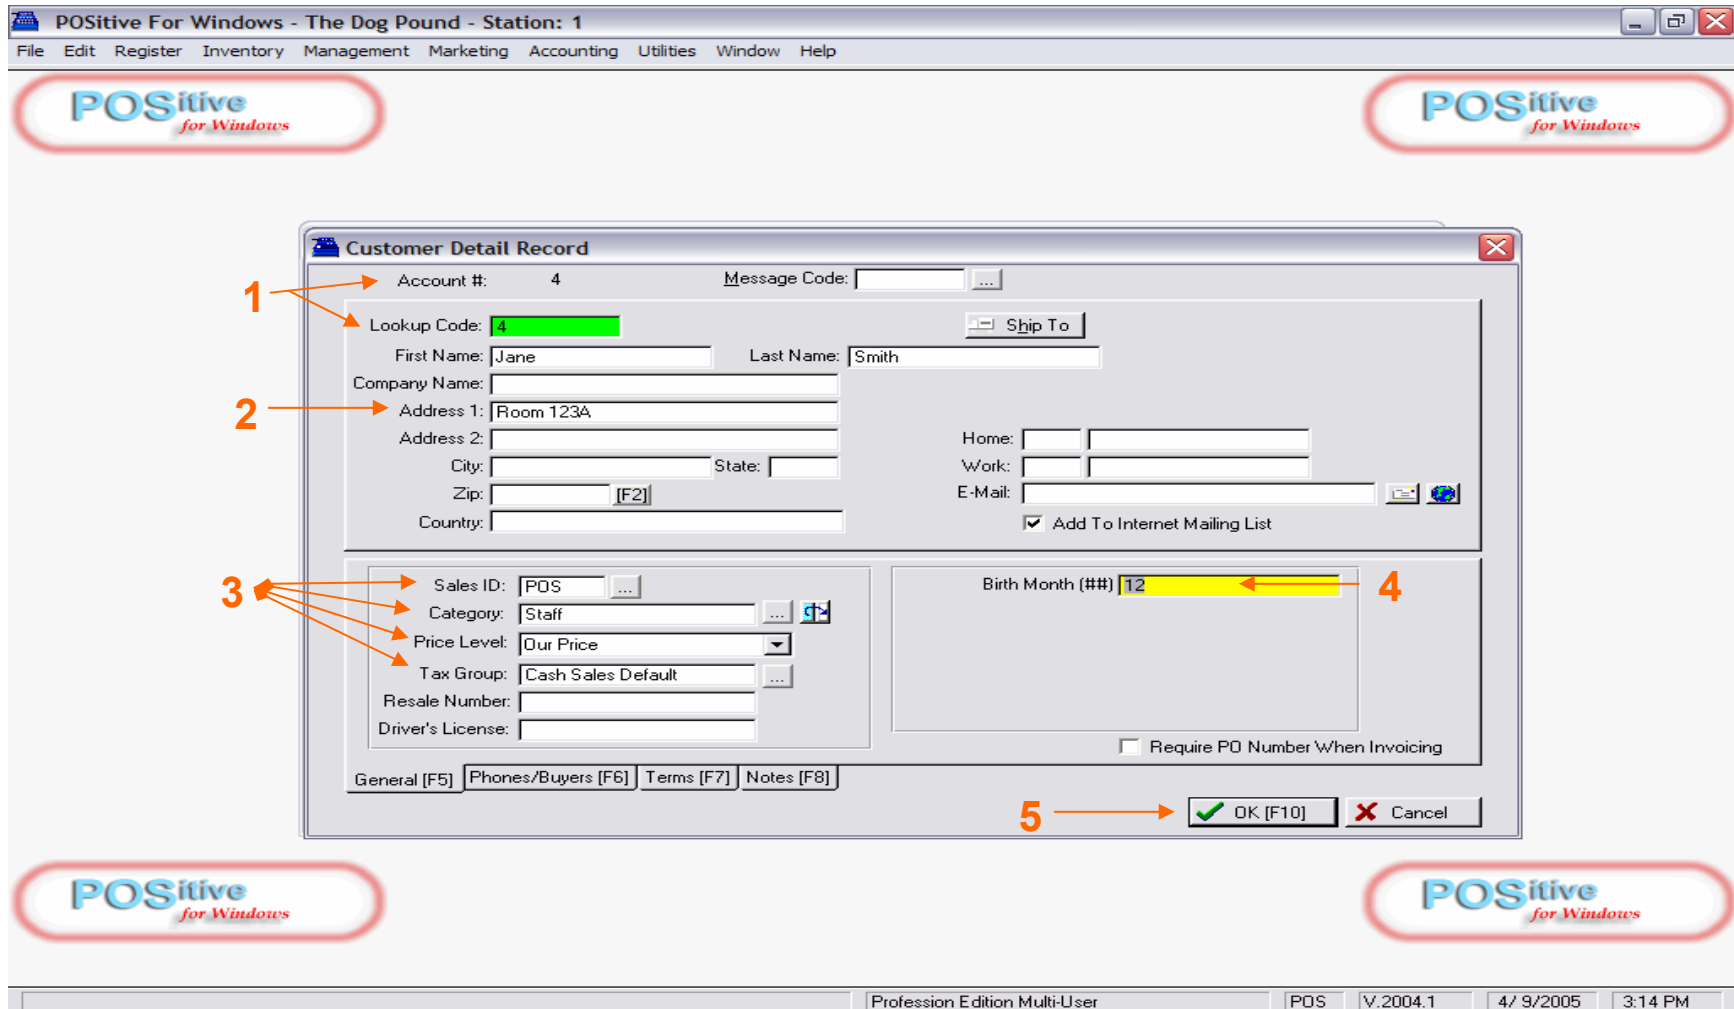 POSitive For Windows - The Dog Pound - Station: 1
File Edit Register Inventory Management Marketing Accounting Utilities Window Help
POSitive for Windows
POSitive for Windows
Customer Detail Record
1
Account #: 4 Message Code: ...
Lookup Code: 4 Ship To
First Name: Jane Last Name: Smith
Company Name:
2
Address 1: Room 123A
Address 2: Home:
City: State: Work:
Zip: [F2] E-Mail:
Country: Add To Internet Mailing List
3
Sales ID: POS ... Birth Month (##) 12
4
Category: Staff ...
Price Level: Our Price
Tax Group: Cash Sales Default ...
Resale Number:
Driver's License:
Require PO Number When Invoicing
General [F5] Phones/Buyers [F6] Terms [F7] Notes [F8]
5
OK [F10] Cancel
POSitive for Windows
POSitive for Windows
Profession Edition Multi-User POS V.2004.1 4/ 9/2005 3:14 PM